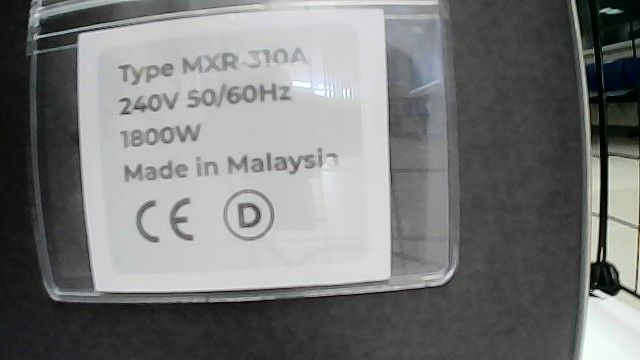 Type MXR-310A
240V 50/60Hz
1800W
Made in Malaysia
CE D